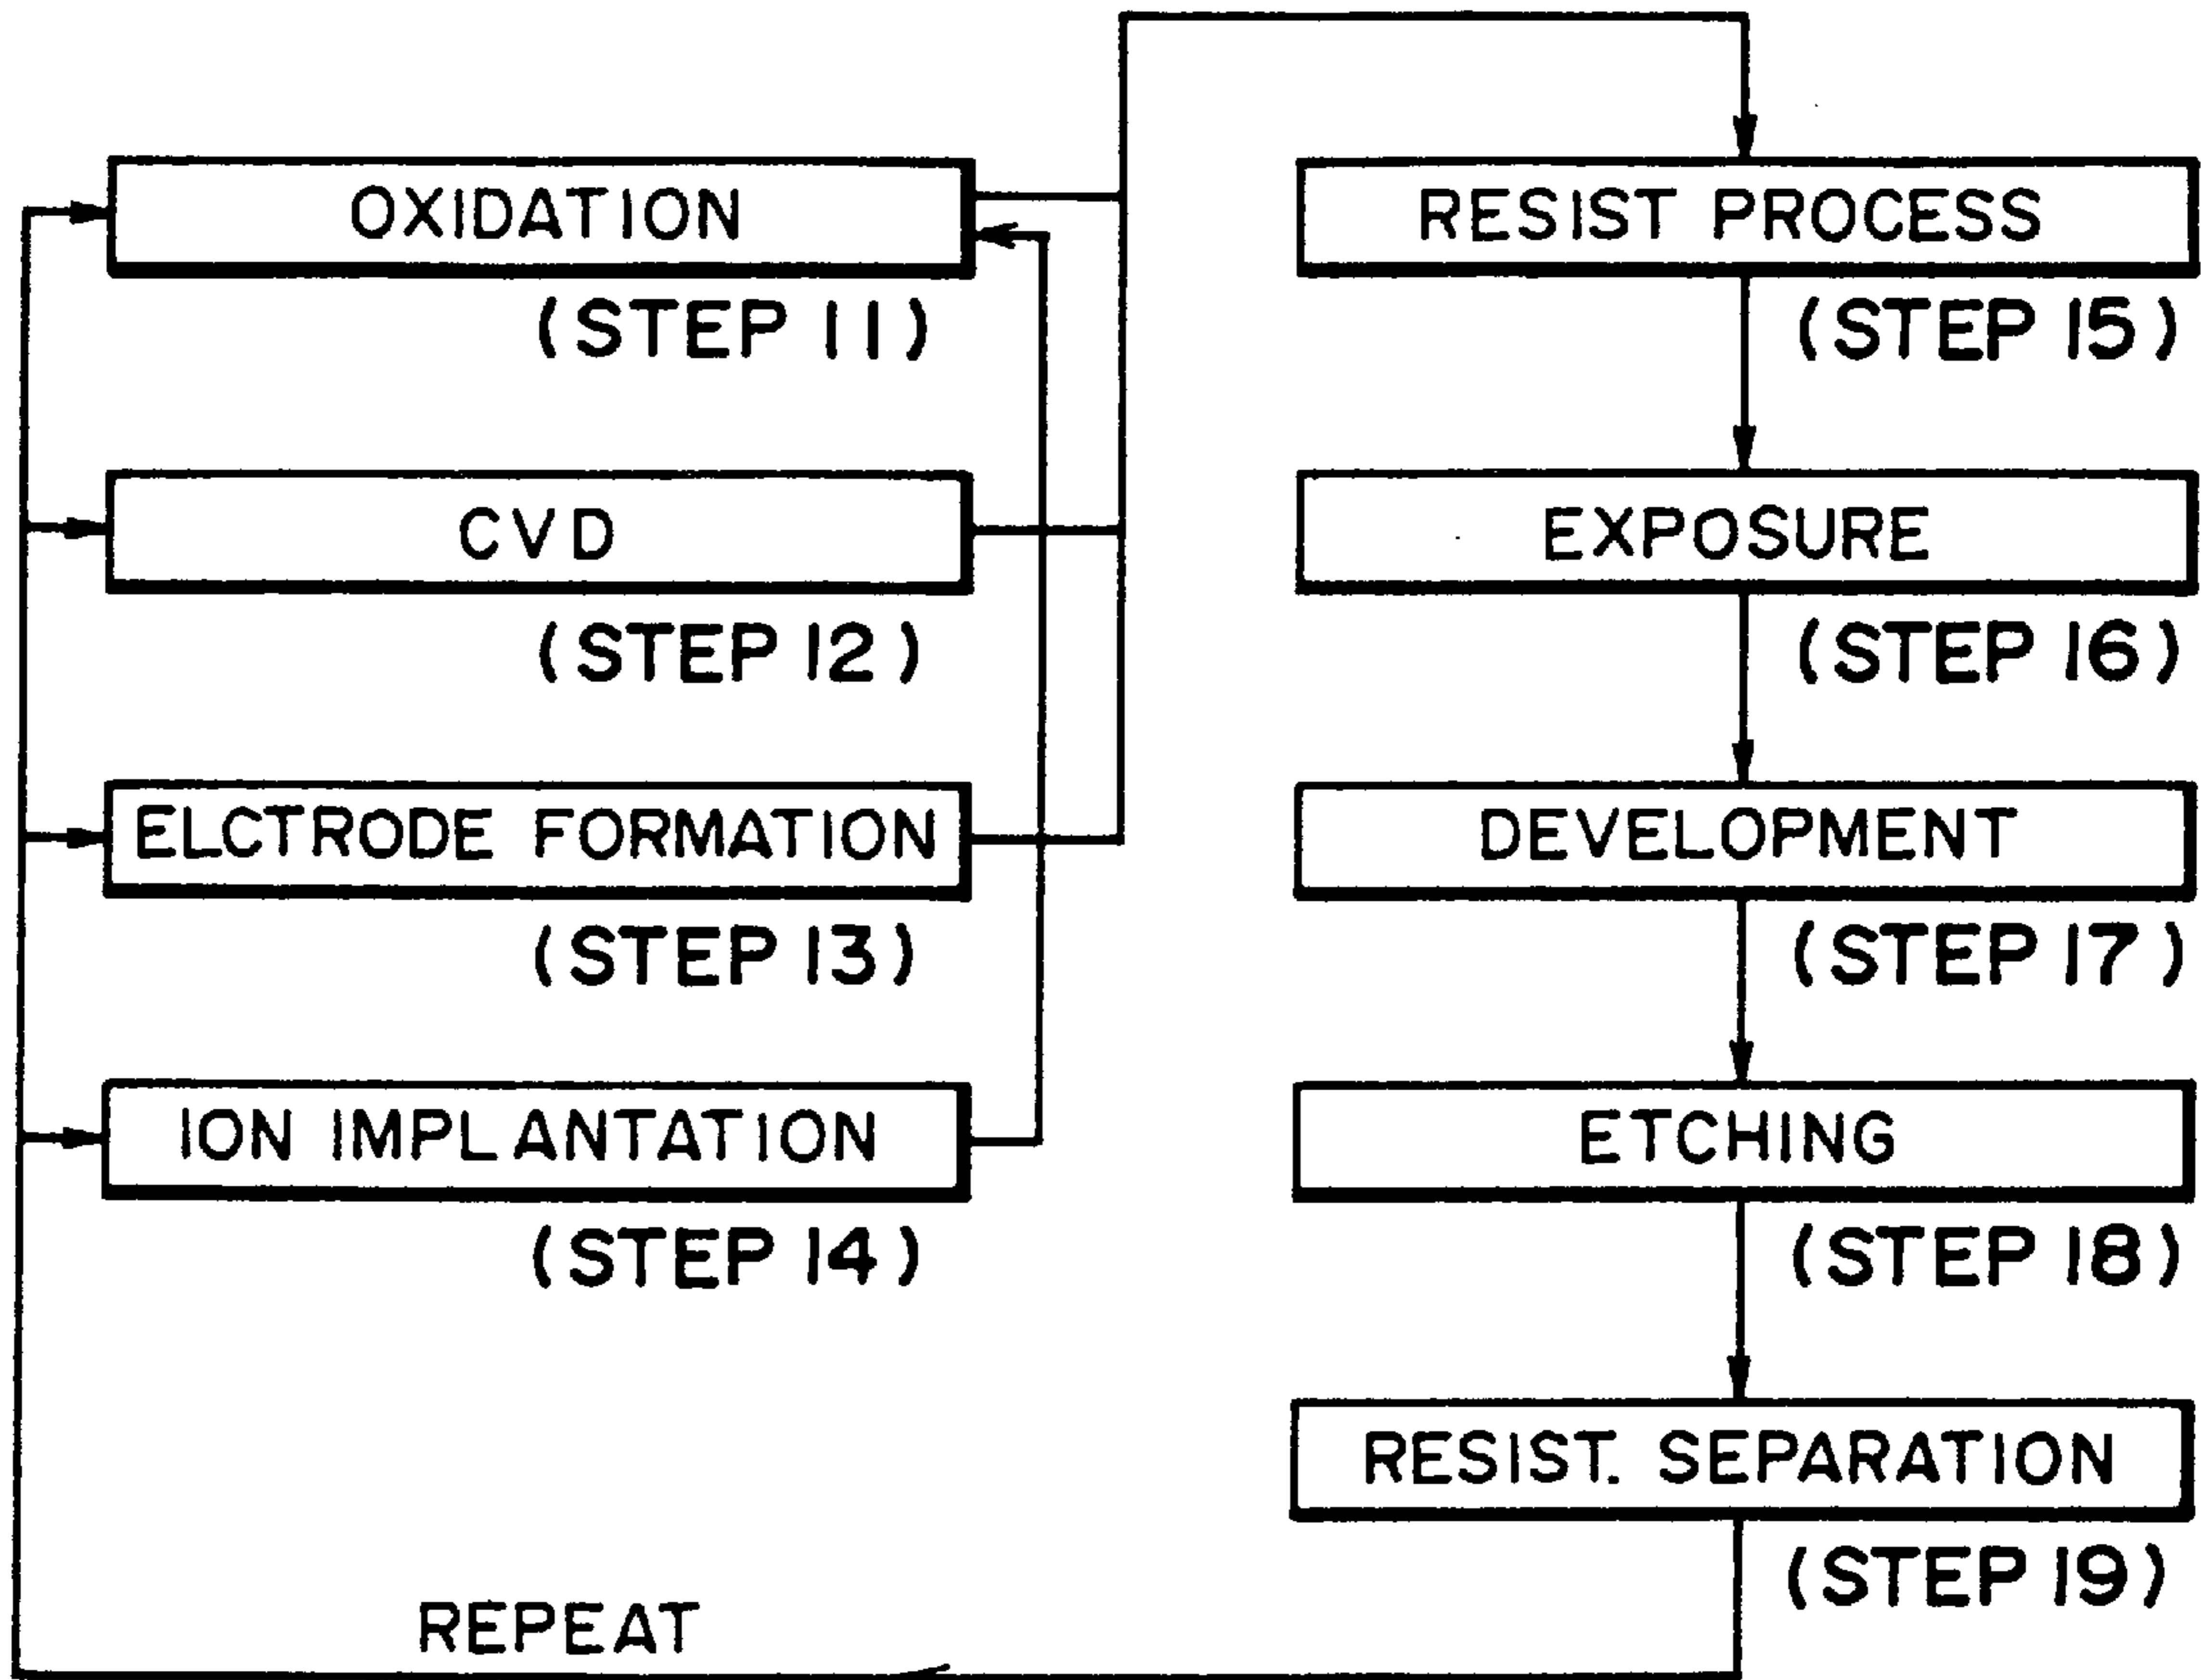 OXIDATION
(STEP 11)
CVD
(STEP 12)
ELCTRODE FORMATION
(STEP 13)
ION IMPLANTATION
(STEP 14)
REPEAT
RESIST PROCESS
(STEP 15)
EXPOSURE
(STEP 16)
DEVELOPMENT
(STEP 17)
ETCHING
(STEP 18)
RESIST. SEPARATION
(STEP 19)